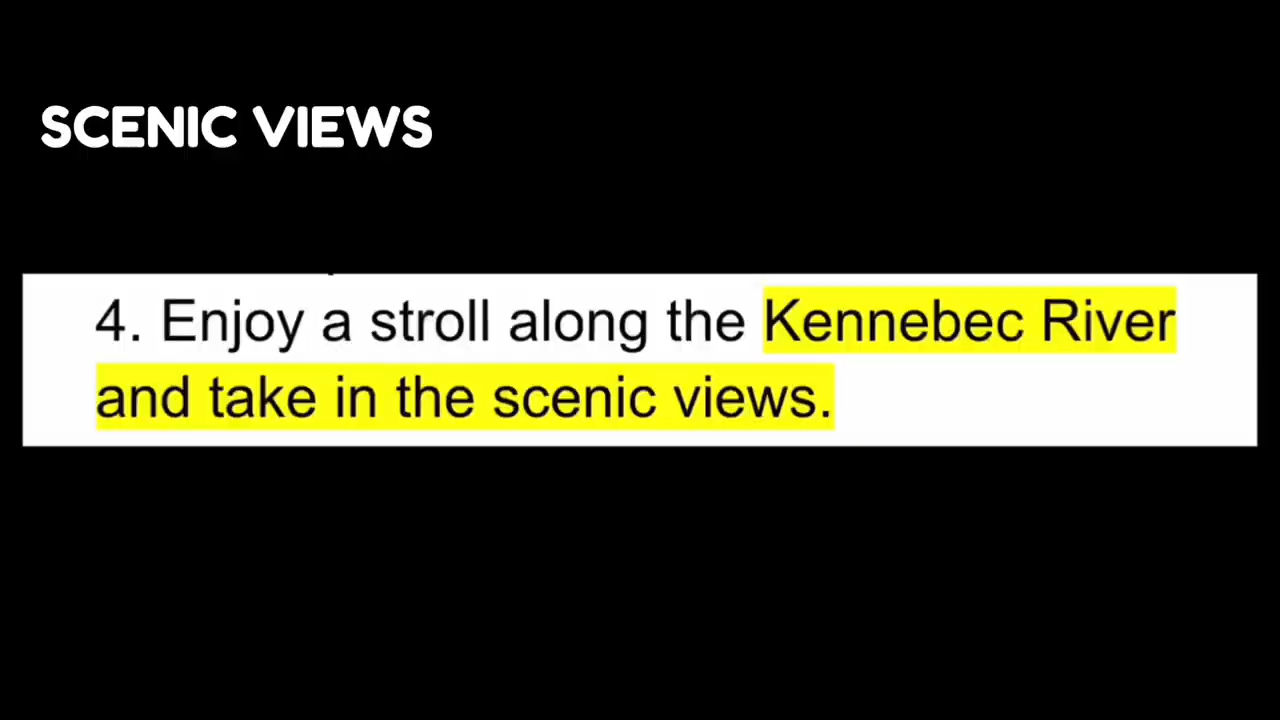 SCENIC VIEWS
4. Enjoy a stroll along the Kennebec River
and take in the scenic views.